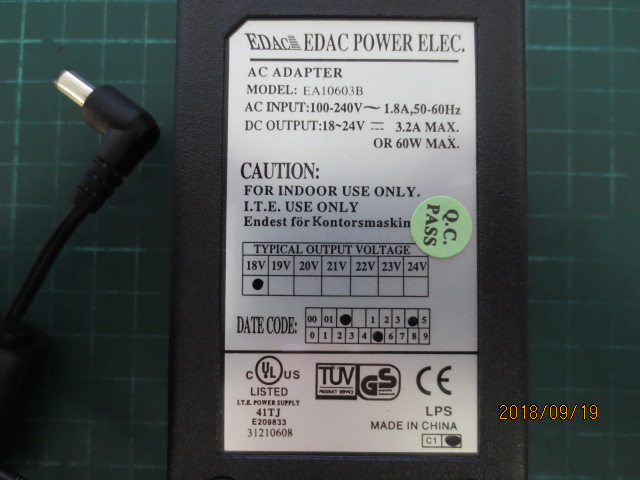 EDAC EDAC POWER ELEC.
AC ADAPTER
MODEL: EA10603B
AC INPUT:100-240V~ 1.8A,50-60Hz
DC OUTPUT:18~24V ⎓ 3.2A MAX.
OR 60W MAX.
CAUTION:
FOR INDOOR USE ONLY.
I.T.E. USE ONLY
Endest för Kontorsmaskin
Q.C.
PASS
TYPICAL OUTPUT VOLTAGE
18V 19V 20V 21V 22V 23V 24V
DATE CODE:
00 01 1 2 3 5
0 1 2 3 4 6 7 8 9
C UL US
LISTED
I.T.E. POWER SUPPLY
41TJ
E209833
31210608
TÜV
PRODUCT SERVICE
GS
CE
LPS
MADE IN CHINA
C1
2018/09/19